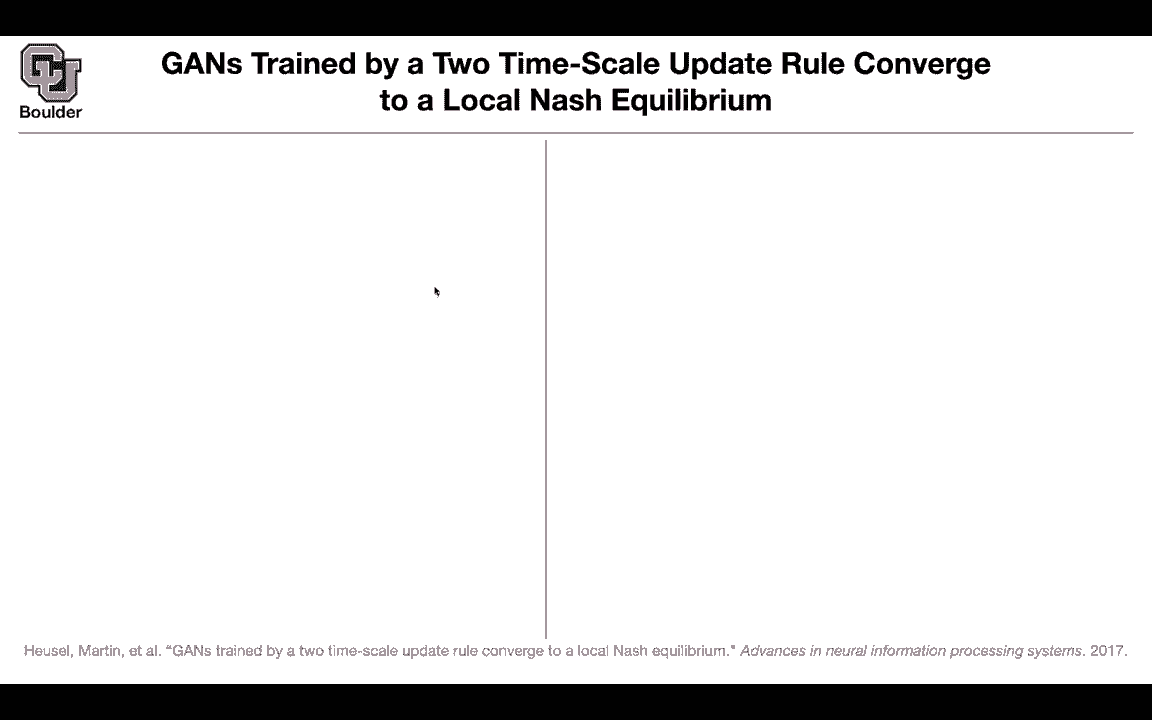 GANs Trained by a Two Time-Scale Update Rule Converge
to a Local Nash Equilibrium
CU
Boulder
Heusel, Martin, et al. "GANs trained by a two time-scale update rule converge to a local Nash equilibrium." Advances in neural information processing systems. 2017.